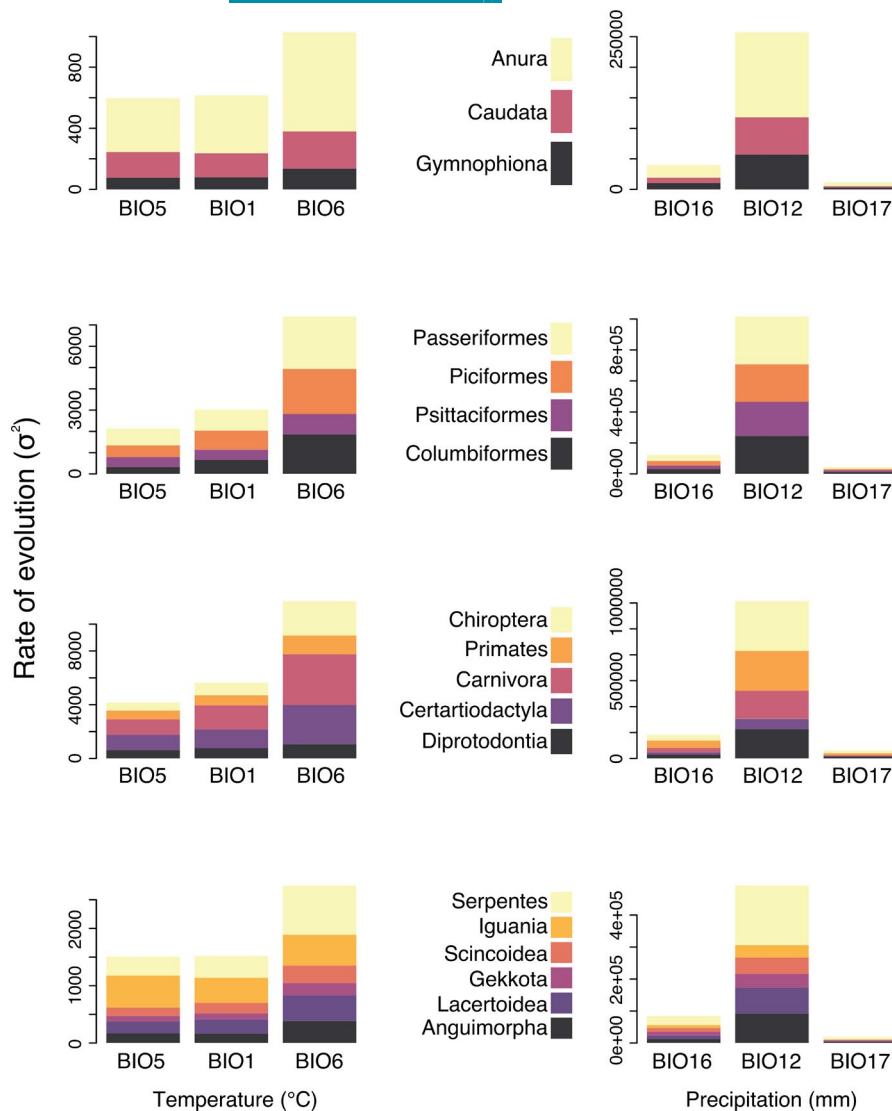 Rate of evolution (σ²)
800
400
0
BIO5 BIO1 BIO6
Anura
Caudata
Gymnophiona
250000
0
BIO16 BIO12 BIO17
6000
3000
0
BIO5 BIO1 BIO6
Passeriformes
Piciformes
Psittaciformes
Columbiformes
8e+05
4e+05
0e+00
BIO16 BIO12 BIO17
8000
4000
0
BIO5 BIO1 BIO6
Chiroptera
Primates
Carnivora
Certartiodactyla
Diprotodontia
1000000
500000
0
BIO16 BIO12 BIO17
2000
1000
0
BIO5 BIO1 BIO6
Serpentes
Iguania
Scincoidea
Gekkota
Lacertoidea
Anguimorpha
4e+05
2e+05
0e+00
BIO16 BIO12 BIO17
Temperature (°C)
Precipitation (mm)